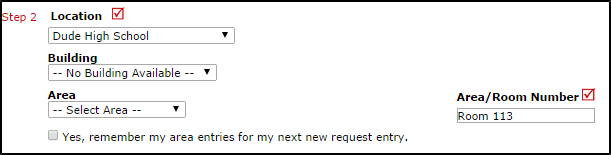 Step 2 Location
Dude High School
Building
-- No Building Available --
Area
-- Select Area --
Area/Room Number
Room 113
Yes, remember my area entries for my next new request entry.